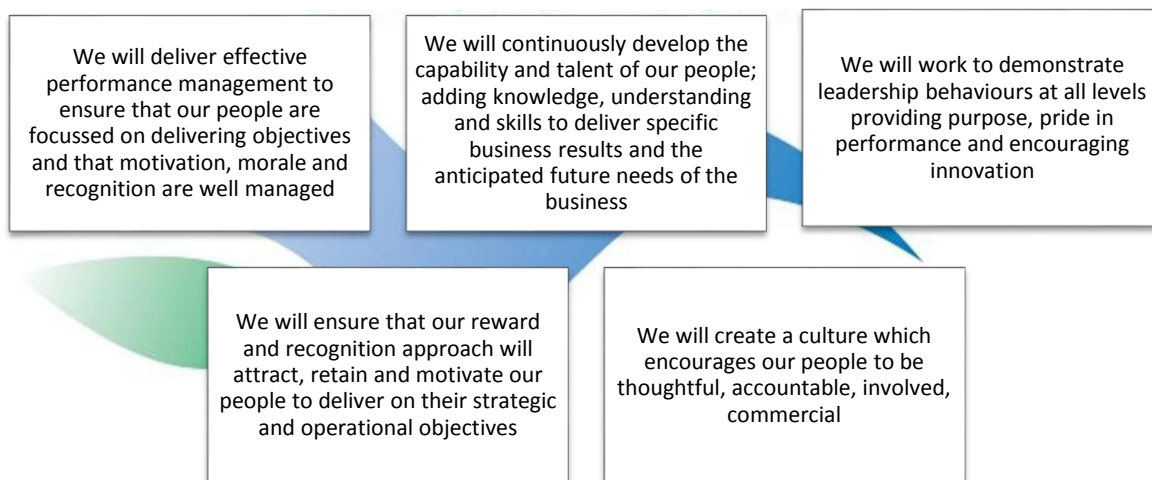 We will deliver effective
performance management to
ensure that our people are
focussed on delivering objectives
and that motivation, morale and
recognition are well managed
We will continuously develop the
capability and talent of our people;
adding knowledge, understanding
and skills to deliver specific
business results and the
anticipated future needs of the
business
We will work to demonstrate
leadership behaviours at all levels
providing purpose, pride in
performance and encouraging
innovation
We will ensure that our reward
and recognition approach will
attract, retain and motivate our
people to deliver on their strategic
and operational objectives
We will create a culture which
encourages our people to be
thoughtful, accountable, involved,
commercial